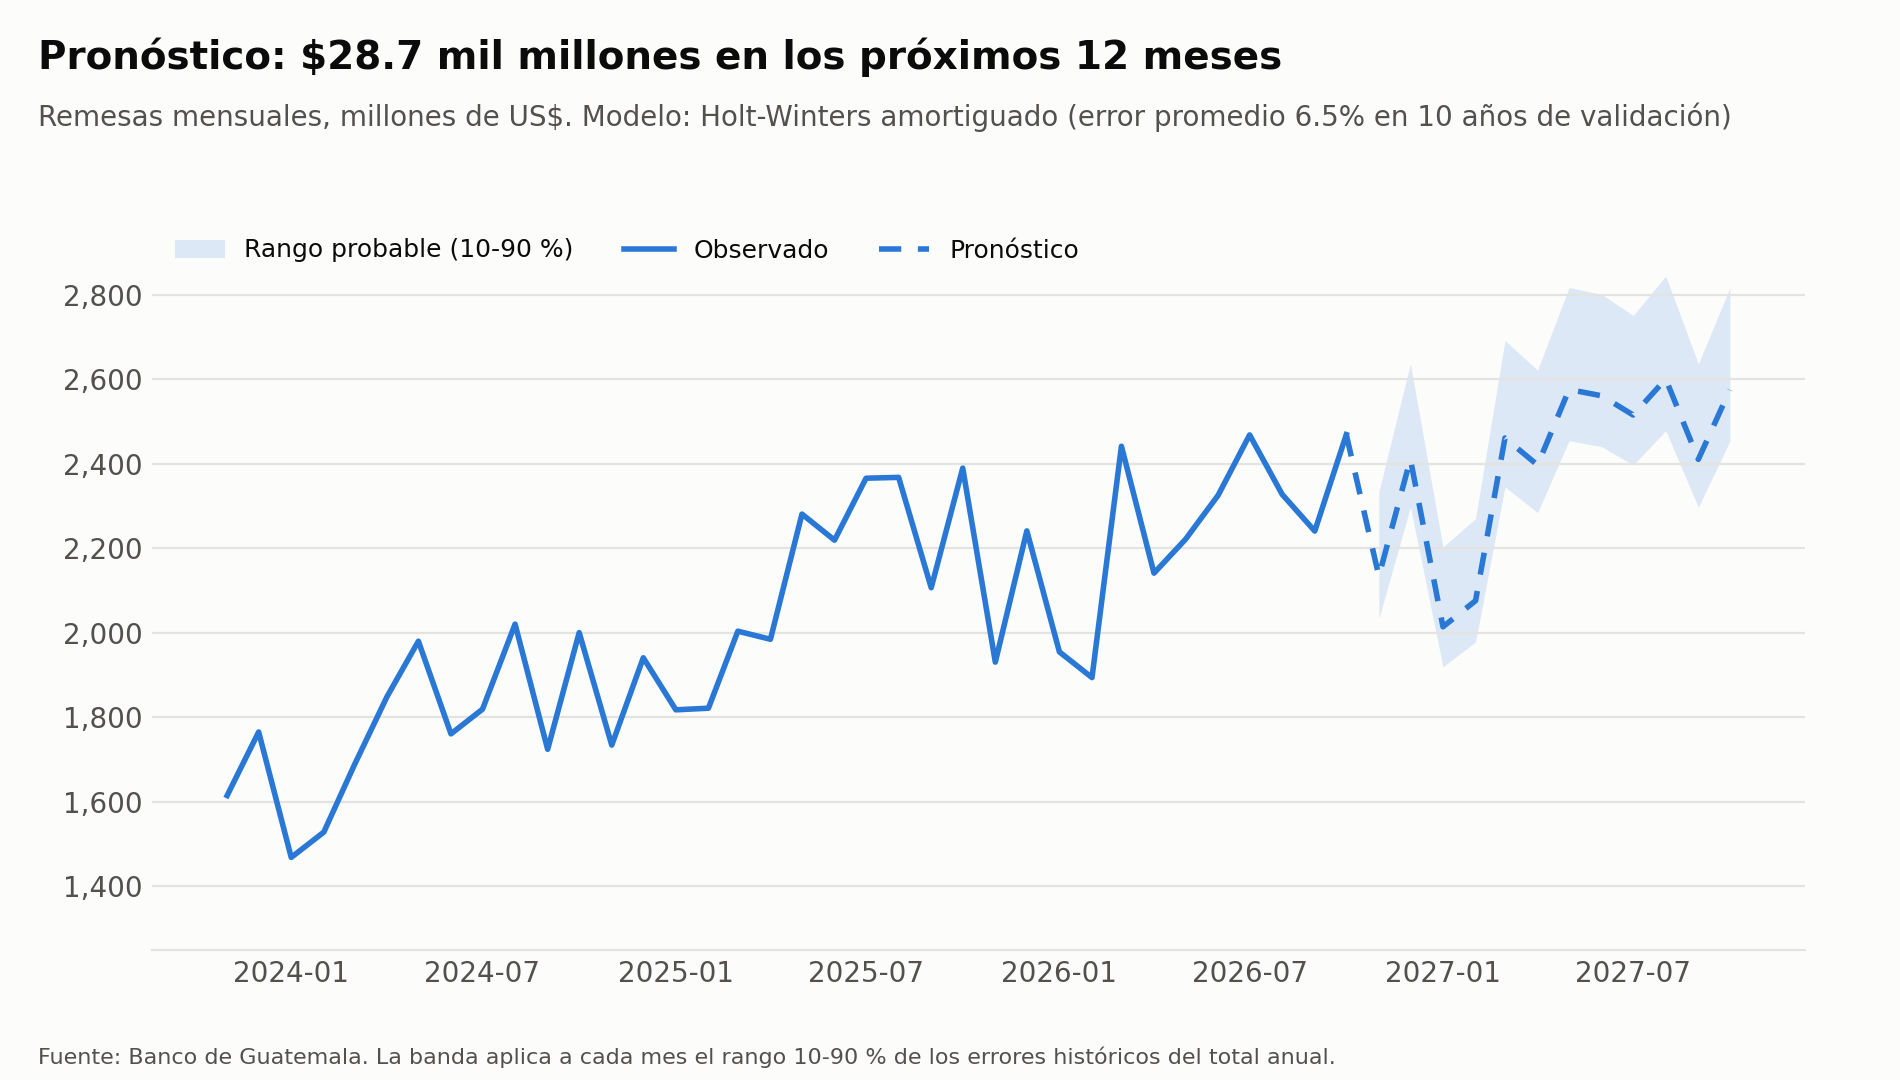 Pronóstico: $28.7 mil millones en los próximos 12 meses
Remesas mensuales, millones de US$. Modelo: Holt-Winters amortiguado (error promedio 6.5% en 10 años de validación)
Rango probable (10-90 %) Observado Pronóstico
2,800
2,600
2,400
2,200
2,000
1,800
1,600
1,400
2024-01 2024-07 2025-01 2025-07 2026-01 2026-07 2027-01 2027-07
Fuente: Banco de Guatemala. La banda aplica a cada mes el rango 10-90 % de los errores históricos del total anual.